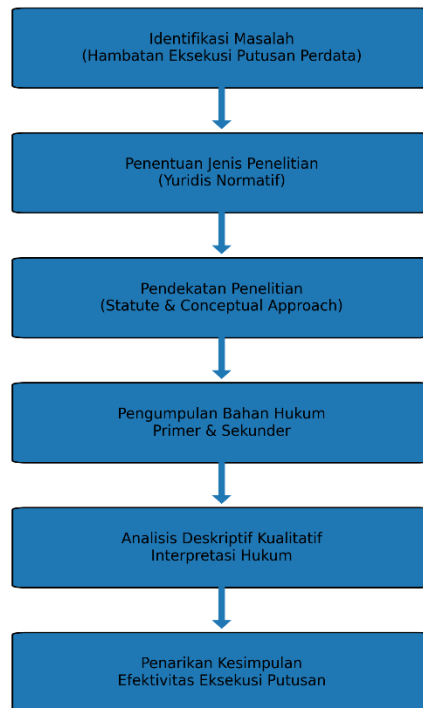 Identifikasi Masalah
(Hambatan Eksekusi Putusan Perdata)
Penentuan Jenis Penelitian
(Yuridis Normatif)
Pendekatan Penelitian
(Statute & Conceptual Approach)
Pengumpulan Bahan Hukum
Primer & Sekunder
Analisis Deskriptif Kualitatif
Interpretasi Hukum
Penarikan Kesimpulan
Efektivitas Eksekusi Putusan